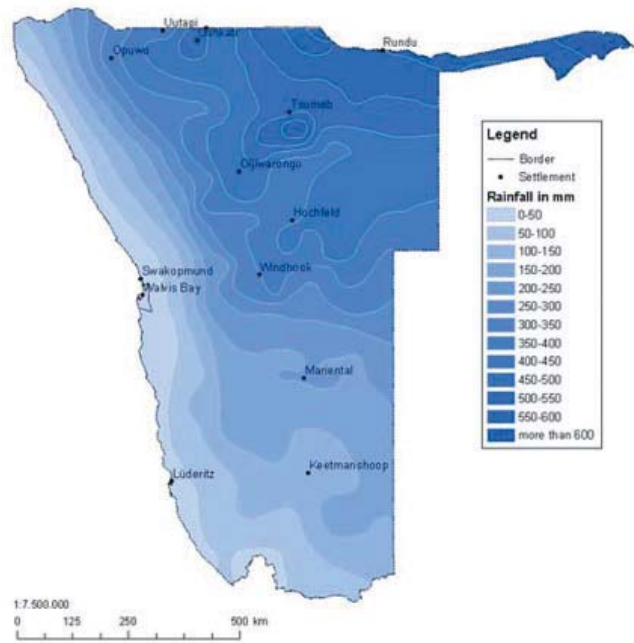 Uutapi
Oshikati
Opuwo
Rundu
Tsumeb
Otjiwarongo
Hochfeld
Windhoek
Swakopmund
Walvis Bay
Mariental
Keetmanshoop
Lüderitz
Legend
Border
Settlement
Rainfall in mm
0-50
50-100
100-150
150-200
200-250
250-300
300-350
350-400
400-450
450-500
500-550
550-600
more than 600
1:7.500.000
0 125 250 500 km